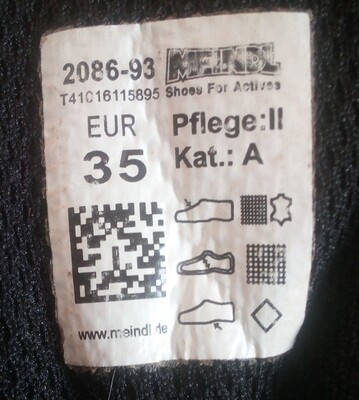 2086-93 MEINDL
T41016115895 Shoes For Actives
EUR Pflege:II
35 Kat.: A
www.meindl.de